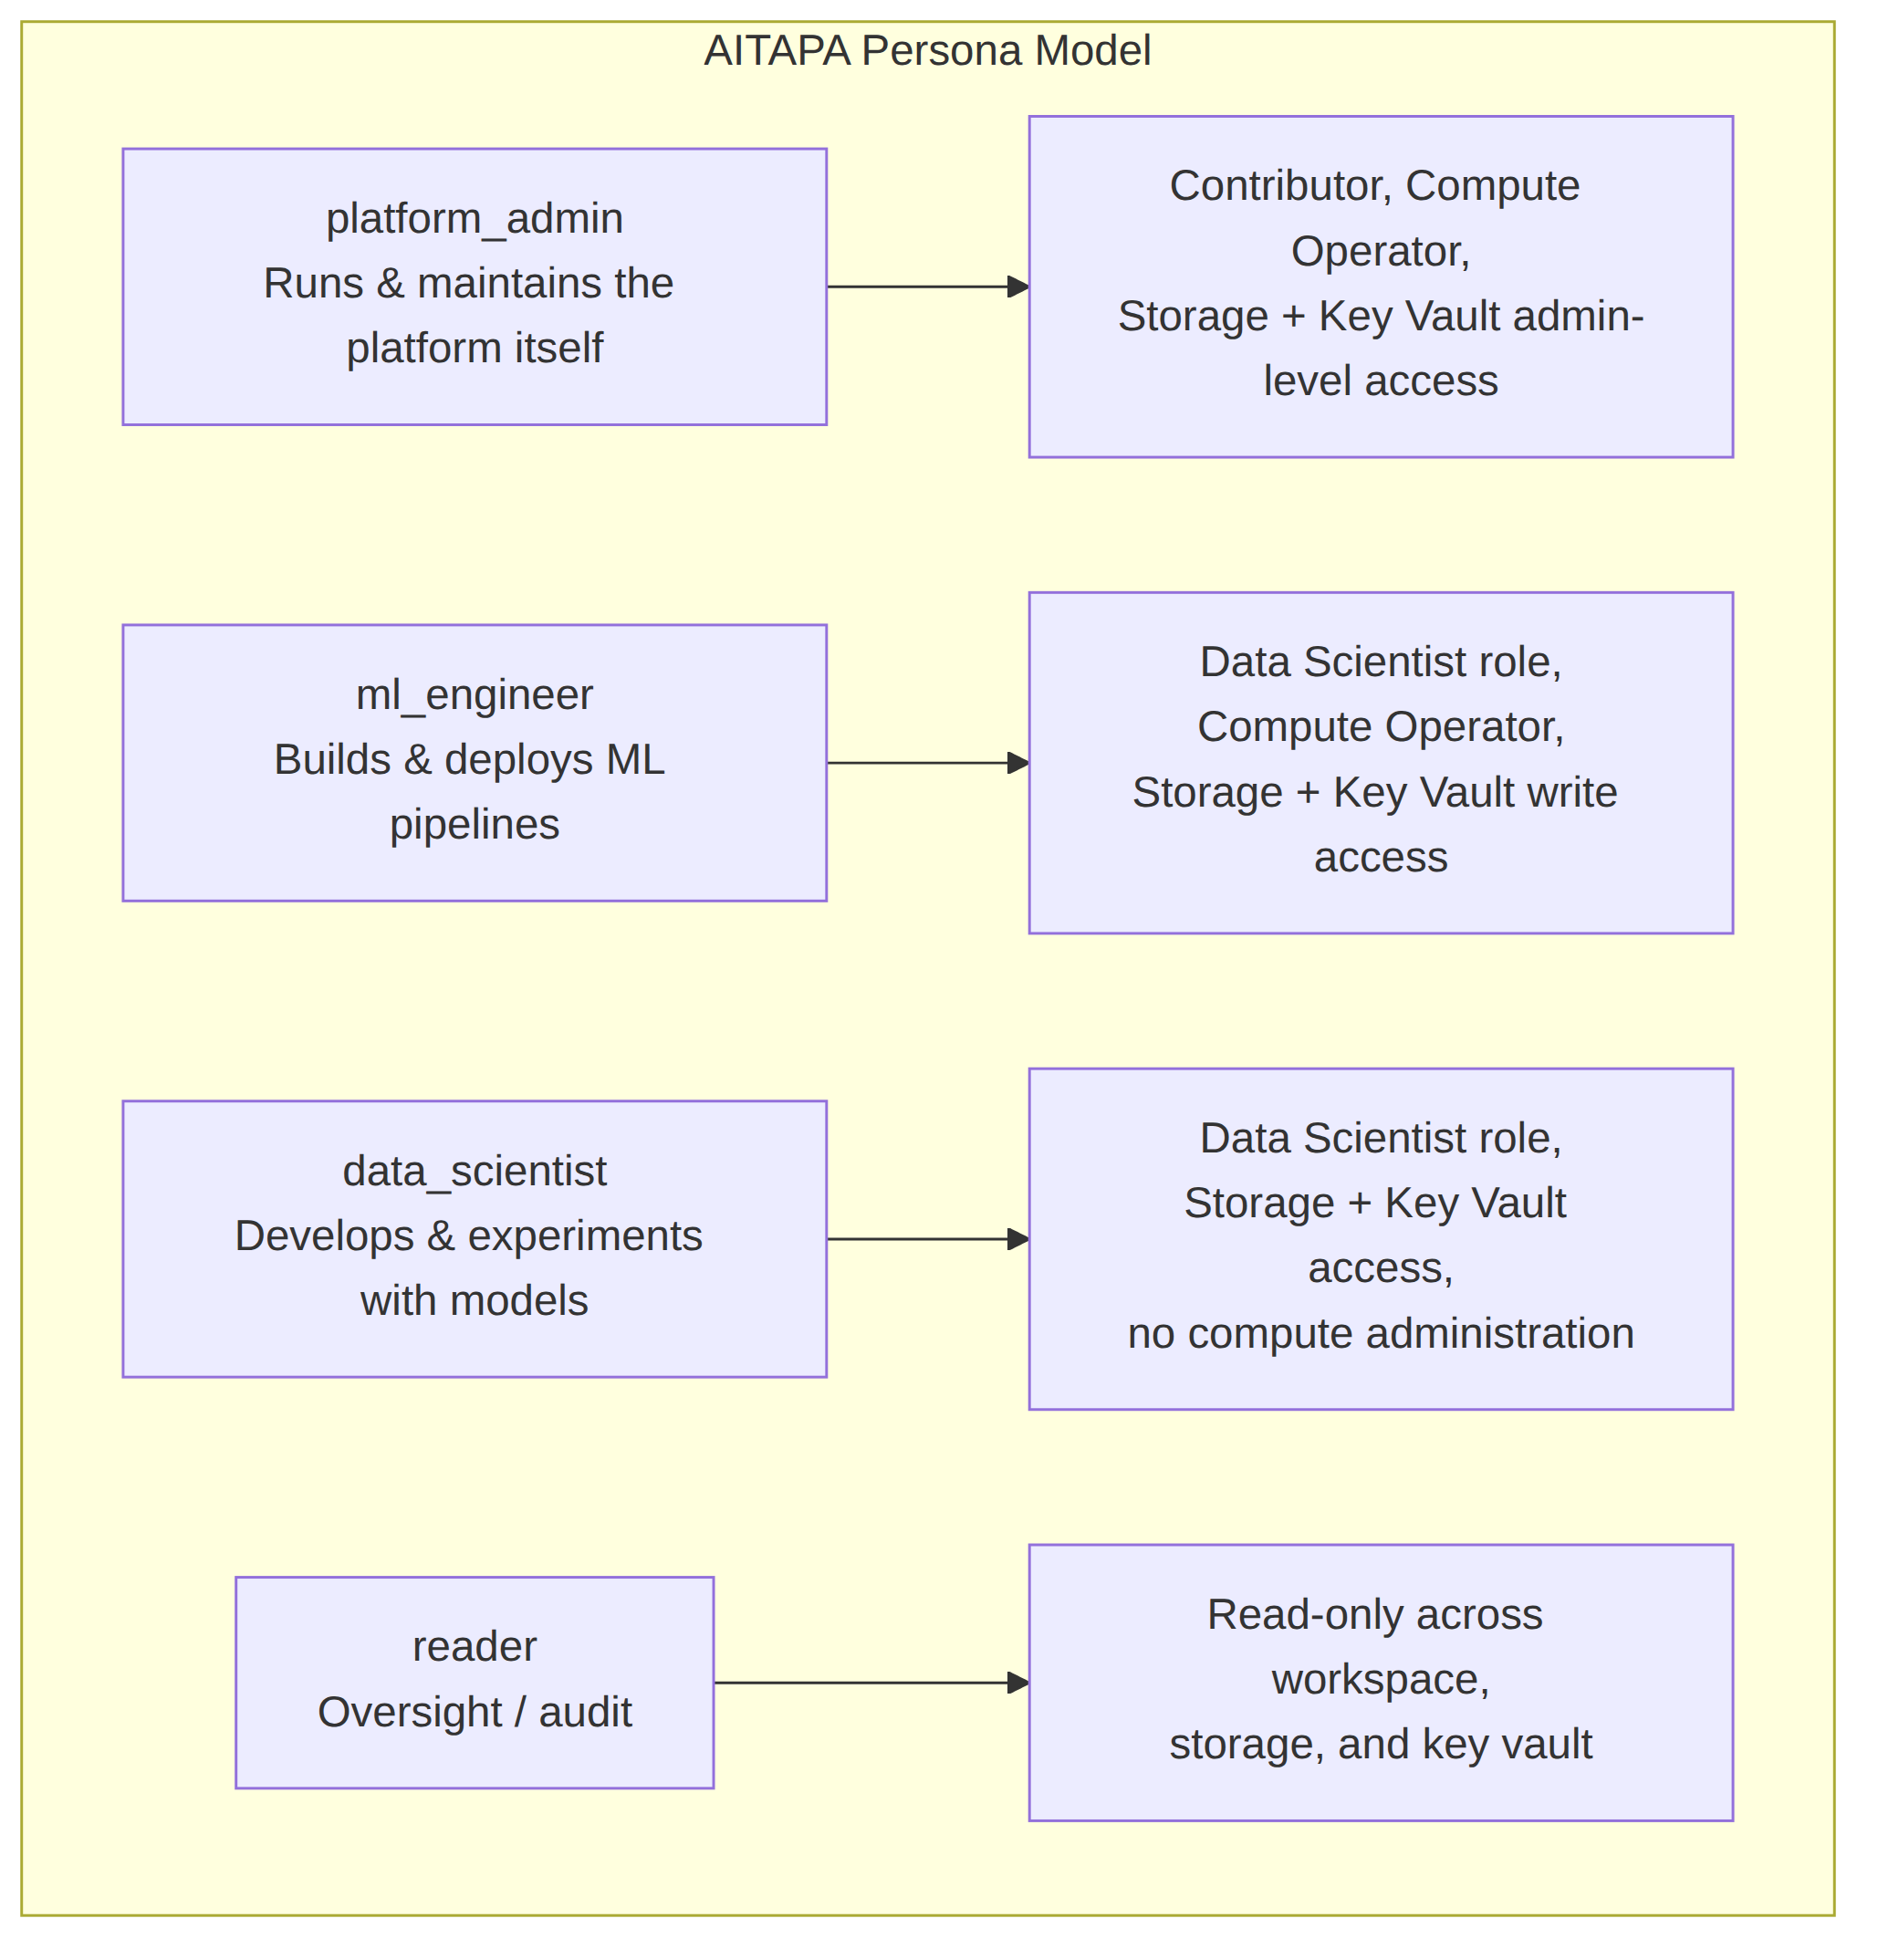 AITAPA Persona Model
platform_admin
Runs & maintains the
platform itself
Contributor, Compute
Operator,
Storage + Key Vault admin-
level access
ml_engineer
Builds & deploys ML
pipelines
Data Scientist role,
Compute Operator,
Storage + Key Vault write
access
data_scientist
Develops & experiments
with models
Data Scientist role,
Storage + Key Vault
access,
no compute administration
reader
Oversight / audit
Read-only across
workspace,
storage, and key vault